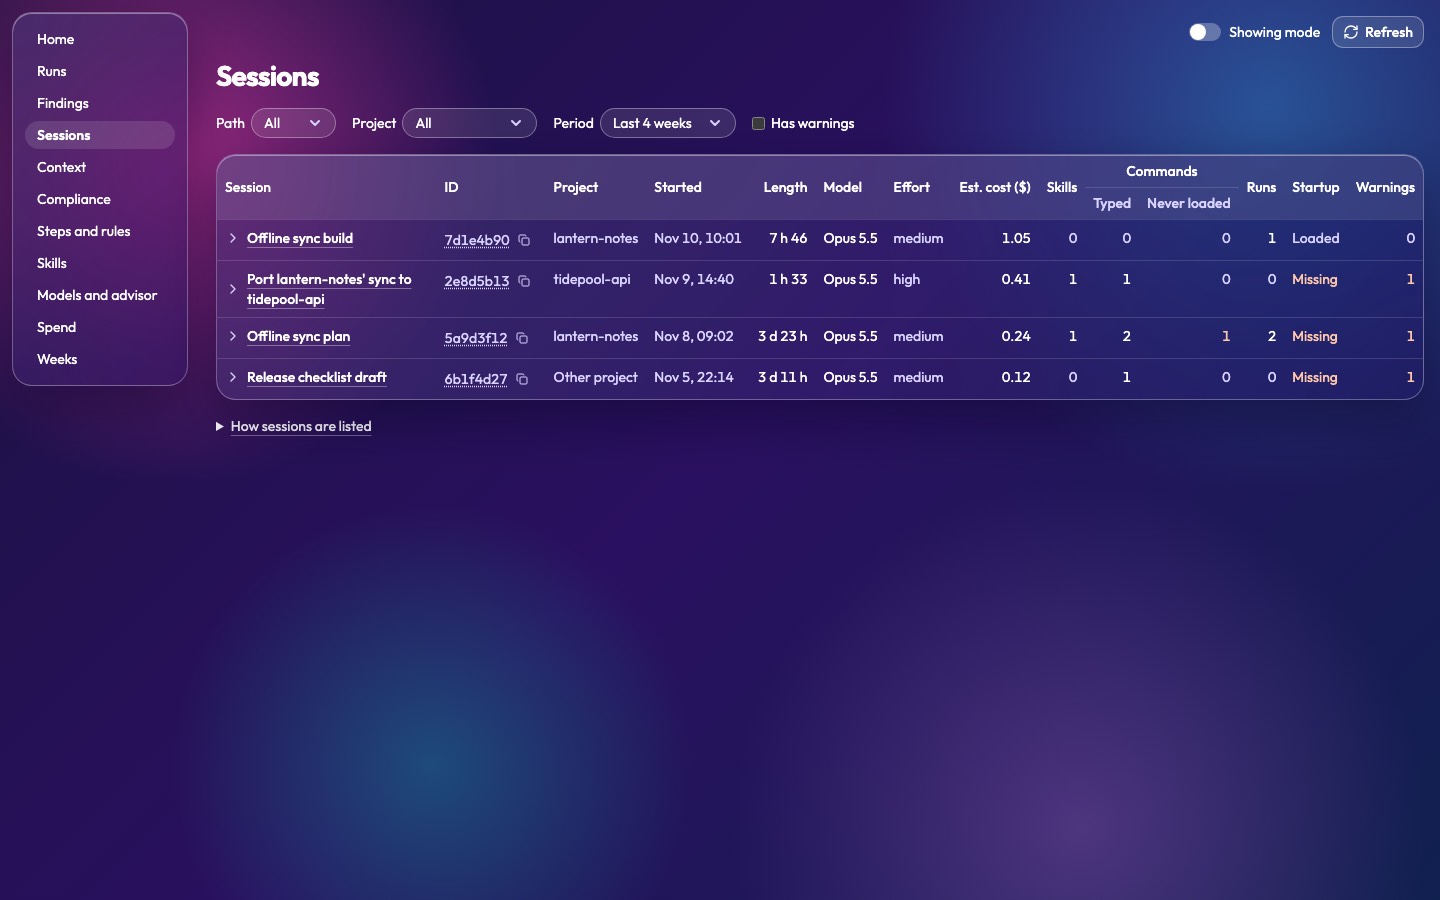 Home
Runs
Findings
Sessions
Context
Compliance
Steps and rules
Skills
Models and advisor
Spend
Weeks
Showing mode
Refresh
Sessions
Path All Project All Period Last 4 weeks Has warnings
Commands
Session ID Project Started Length Model Effort Est. cost ($) Skills Runs Startup Warnings
Typed Never loaded
Offline sync build 7d1e4b90 lantern-notes Nov 10, 10:01 7 h 46 Opus 5.5 medium 1.05 0 0 0 1 Loaded 0
Port lantern-notes' sync to 2e8d5b13 tidepool-api Nov 9, 14:40 1 h 33 Opus 5.5 high 0.41 1 1 0 0 Missing 1
tidepool-api
Offline sync plan 5a9d3f12 lantern-notes Nov 8, 09:02 3 d 23 h Opus 5.5 medium 0.24 1 2 1 2 Missing 1
Release checklist draft 6b1f4d27 Other project Nov 5, 22:14 3 d 11 h Opus 5.5 medium 0.12 0 1 0 0 Missing 1
How sessions are listed